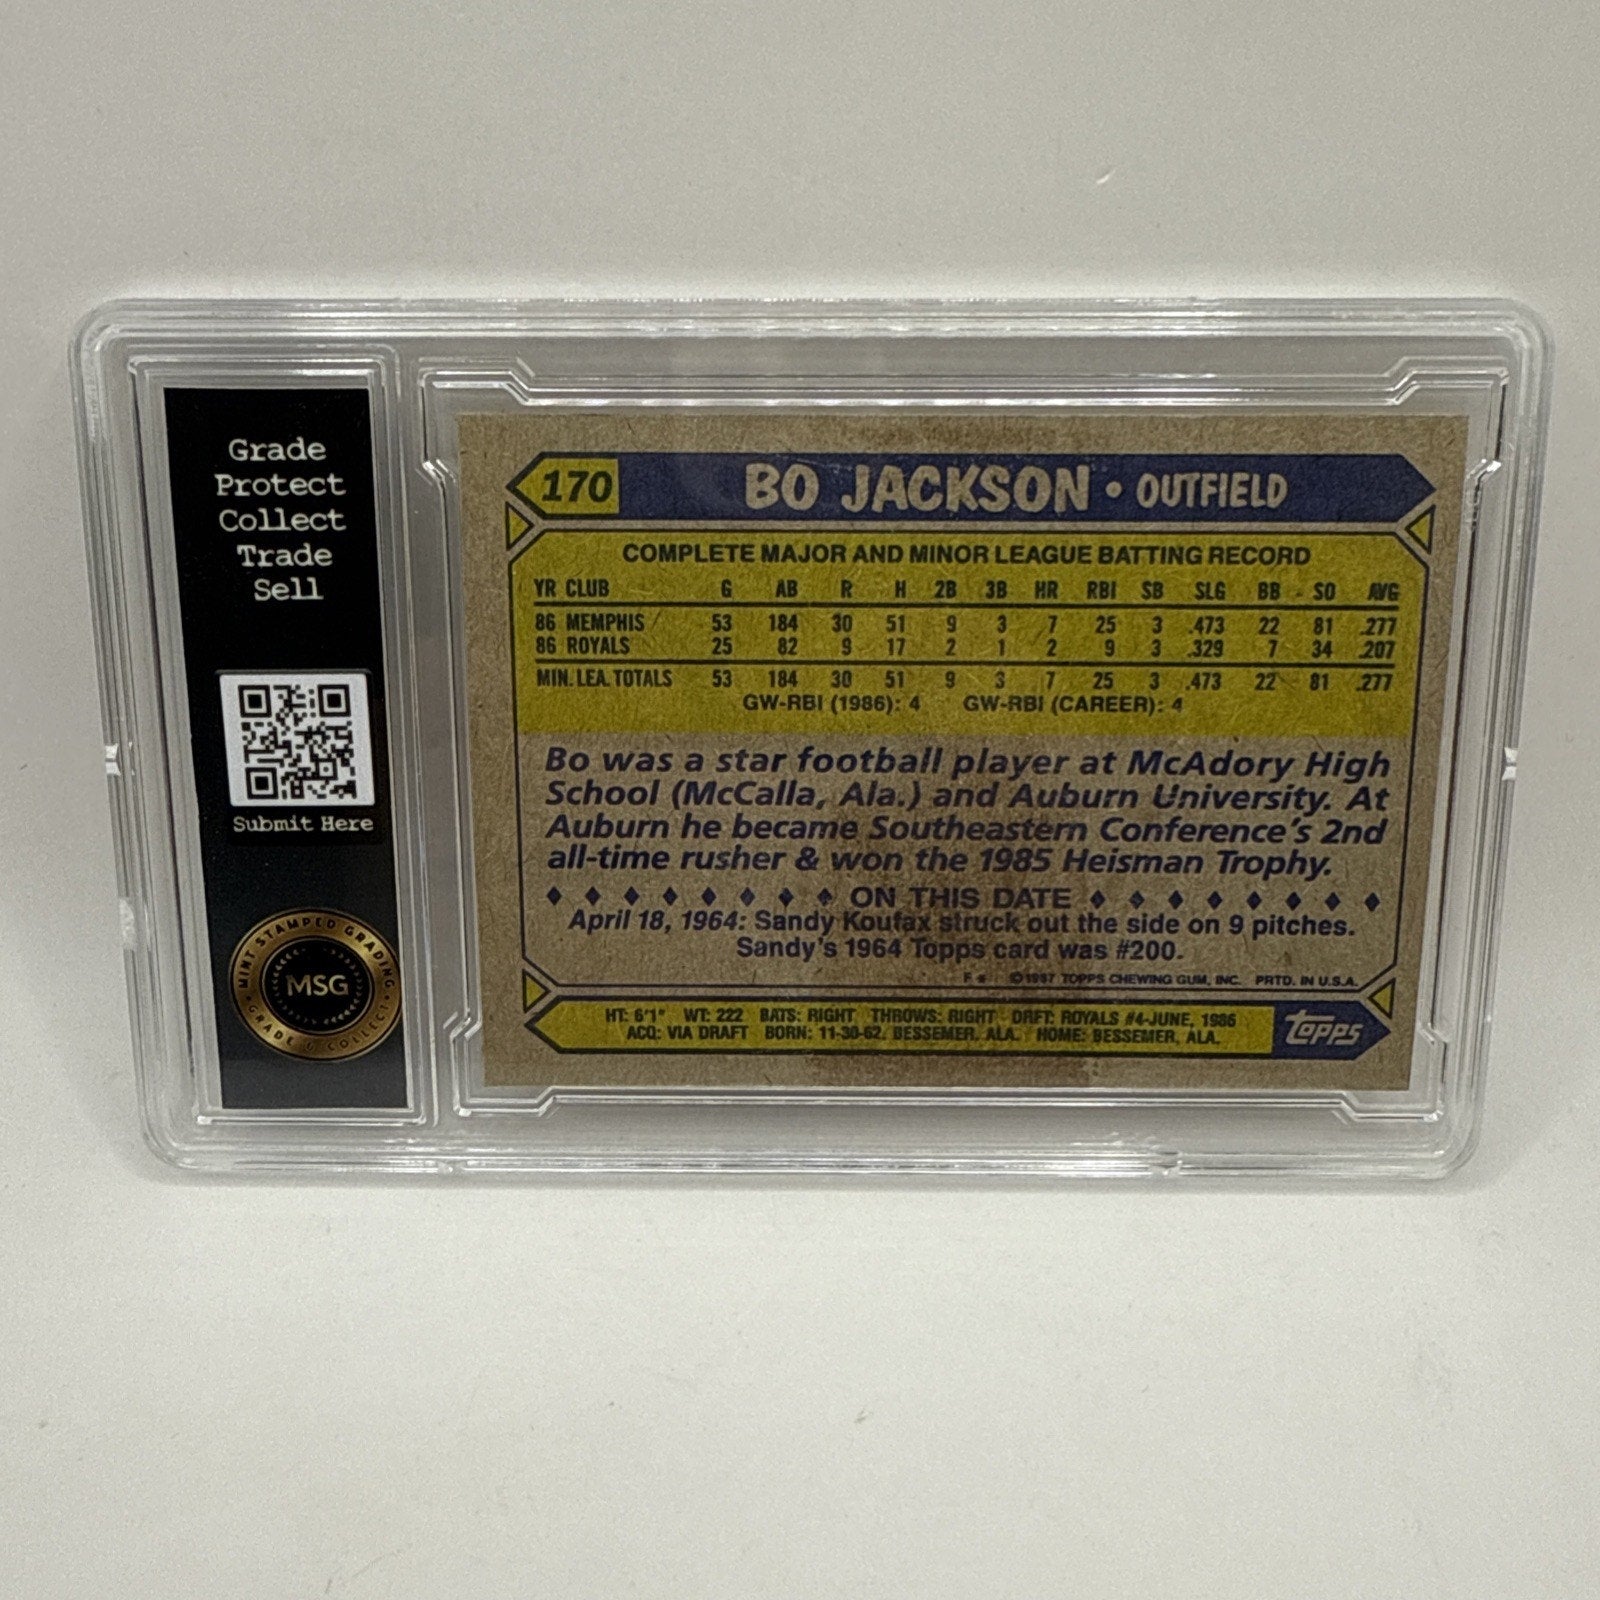 Grade
Protect
Collect
Trade
Sell
Submit Here
MINT STAMPED GRADING
MSG
GRADE & COLLECT
170 BO JACKSON • OUTFIELD
COMPLETE MAJOR AND MINOR LEAGUE BATTING RECORD
YR CLUB G AB R H 2B 3B HR RBI SB SLG BB SO AVG
86 MEMPHIS 53 184 30 51 9 3 7 25 3 .473 22 81 .277
86 ROYALS 25 82 9 17 2 1 2 9 3 .329 7 34 .207
MIN. LEA. TOTALS 53 184 30 51 9 3 7 25 3 .473 22 81 .277
GW-RBI (1986): 4 GW-RBI (CAREER): 4
Bo was a star football player at McAdory High
School (McCalla, Ala.) and Auburn University. At
Auburn he became Southeastern Conference's 2nd
all-time rusher & won the 1985 Heisman Trophy.
ON THIS DATE
April 18, 1964: Sandy Koufax struck out the side on 9 pitches.
Sandy's 1964 Topps card was #200.
F * ©1987 TOPPS CHEWING GUM, INC. PRTD. IN U.S.A.
HT: 6'1" WT: 222 BATS: RIGHT THROWS: RIGHT DRFT: ROYALS #4-JUNE, 1986
ACQ: VIA DRAFT BORN: 11-30-62, BESSEMER, ALA. HOME: BESSEMER, ALA.
topps